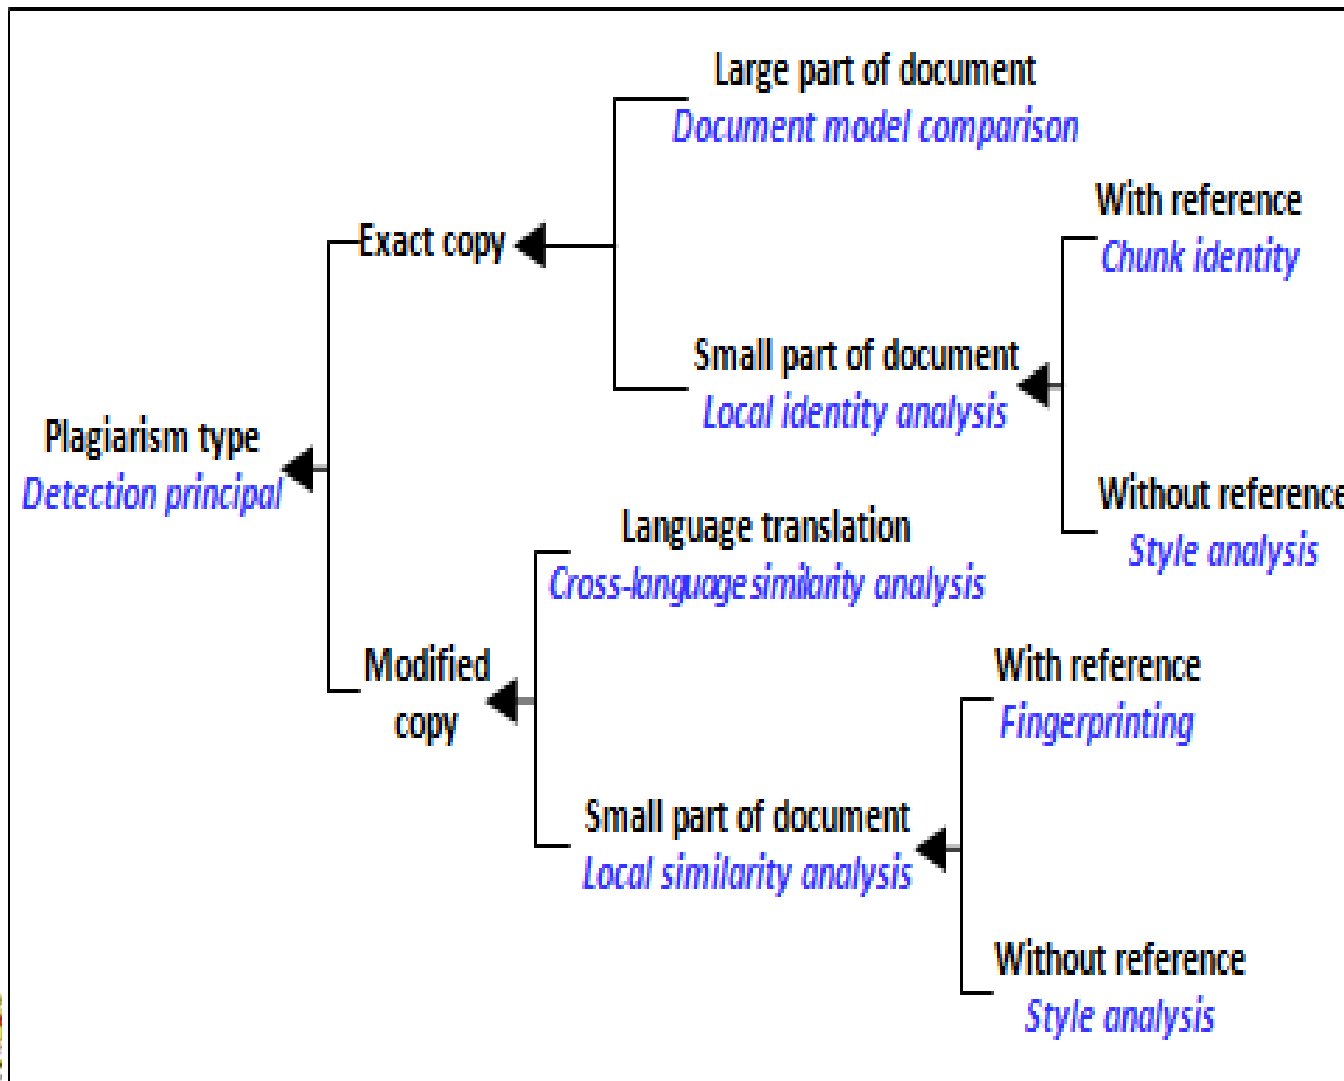 Large part of document
Document model comparison
With reference
Chunk identity
Exact copy
Small part of document
Local identity analysis
Plagiarism type
Detection principal
Without reference
Style analysis
Language translation
Cross-language similarity analysis
Modified
copy
With reference
Fingerprinting
Small part of document
Local similarity analysis
Without reference
Style analysis